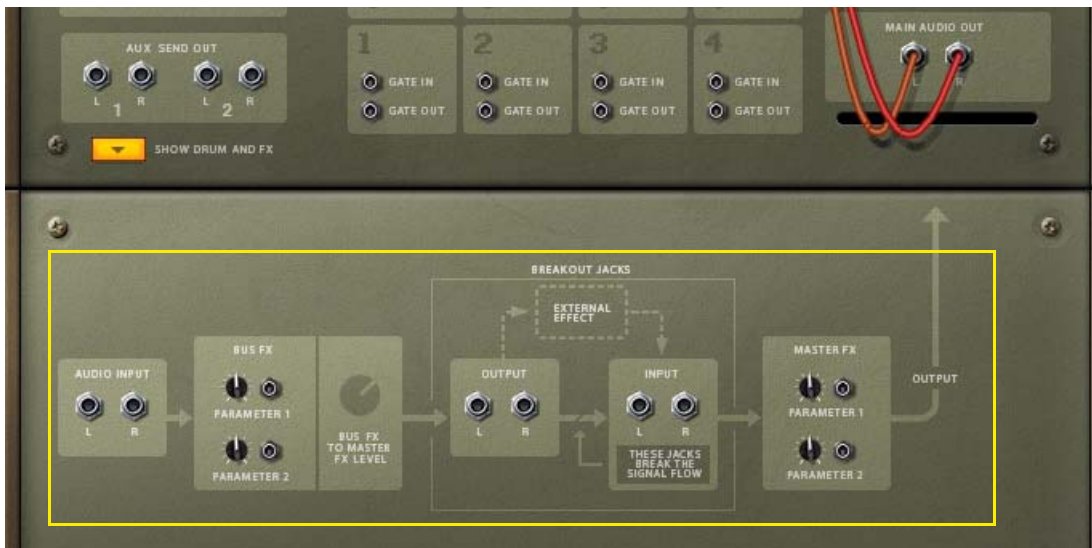 AUX SEND OUT
L R L R
1 2
SHOW DRUM AND FX
1 2 3 4
GATE IN GATE IN GATE IN GATE IN
GATE OUT GATE OUT GATE OUT GATE OUT
MAIN AUDIO OUT
L R
BREAKOUT JACKS
EXTERNAL
EFFECT
AUDIO INPUT
L R
BUS FX
PARAMETER 1
PARAMETER 2
BUS FX
TO MASTER
FX LEVEL
OUTPUT
L R
INPUT
L R
THESE JACKS
BREAK THE
SIGNAL FLOW
MASTER FX
PARAMETER 1
PARAMETER 2
OUTPUT